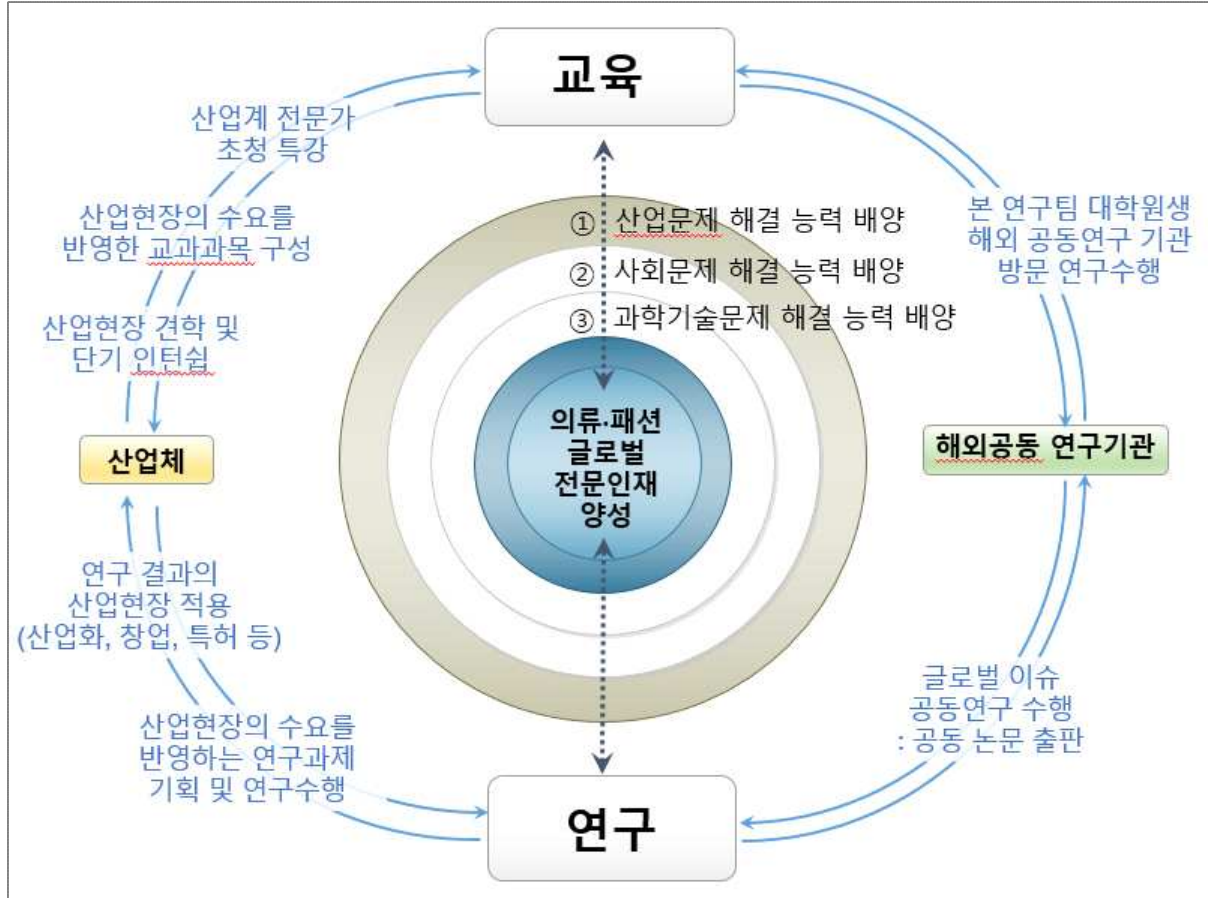 교육
산업계 전문가
초청 특강
산업현장의 수요를
반영한 교과과목 구성
산업현장 견학 및
단기 인턴쉽
① 산업문제 해결 능력 배양
② 사회문제 해결 능력 배양
③ 과학기술문제 해결 능력 배양
본 연구팀 대학원생
해외 공동연구 기관
방문 연구수행
산업체
의류·패션
글로벌
전문인재
양성
해외공동 연구기관
연구 결과의
산업현장 적용
(산업화, 창업, 특허 등)
산업현장의 수요를
반영하는 연구과제
기획 및 연구수행
글로벌 이슈
공동연구 수행
: 공동 논문 출판
연구